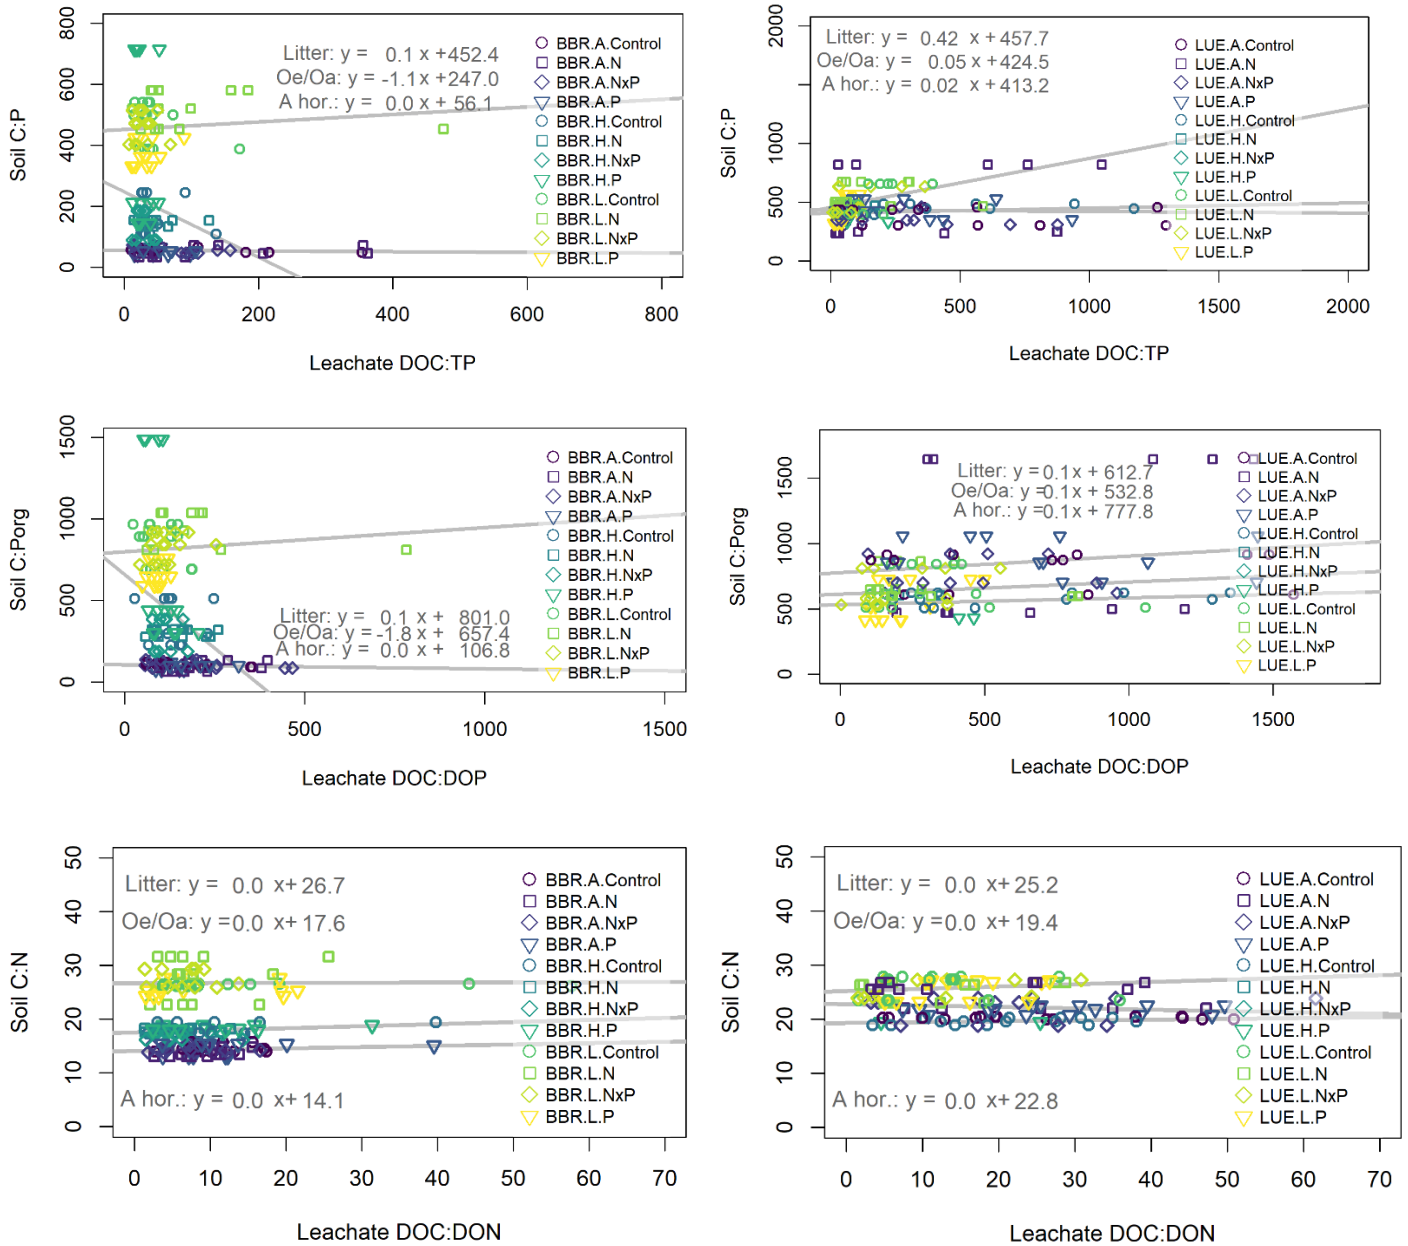 Soil C:P
0 200 400 600 800
Litter: y = 0.1 x +452.4
Oe/Oa: y = -1.1x +247.0
A hor.: y = 0.0 x + 56.1
BBR.A.Control
BBR.A.N
BBR.A.NxP
BBR.A.P
BBR.H.Control
BBR.H.N
BBR.H.NxP
BBR.H.P
BBR.L.Control
BBR.L.N
BBR.L.NxP
BBR.L.P
0 200 400 600 800
Leachate DOC:TP
Soil C:P
0 500 1000 2000
Litter: y = 0.42 x +457.7
Oe/Oa: y = 0.05 x +424.5
A hor.: y = 0.02 x +413.2
LUE.A.Control
LUE.A.N
LUE.A.NxP
LUE.A.P
LUE.H.Control
LUE.H.N
LUE.H.NxP
LUE.H.P
LUE.L.Control
LUE.L.N
LUE.L.NxP
LUE.L.P
0 500 1000 1500 2000
Leachate DOC:TP
Soil C:Porg
0 500 1000 1500
BBR.A.Control
BBR.A.N
BBR.A.NxP
BBR.A.P
BBR.H.Control
BBR.H.N
BBR.H.NxP
BBR.H.P
BBR.L.Control
BBR.L.N
BBR.L.NxP
BBR.L.P
Litter: y = 0.1 x + 801.0
Oe/Oa: y = -1.8x + 657.4
A hor.: y = 0.0 x + 106.8
0 500 1000 1500
Leachate DOC:DOP
Soil C:Porg
0 500 1000 1500
Litter: y =0.1x + 612.7
Oe/Oa: y =0.1x + 532.8
A hor.: y =0.1x + 777.8
LUE.A.Control
LUE.A.N
LUE.A.NxP
LUE.A.P
LUE.H.Control
LUE.H.N
LUE.H.NxP
LUE.H.P
LUE.L.Control
LUE.L.N
LUE.L.NxP
LUE.L.P
0 500 1000 1500
Leachate DOC:DOP
Soil C:N
0 10 20 30 40 50
Litter: y = 0.0 x+ 26.7
Oe/Oa: y = 0.0 x+ 17.6
A hor.: y = 0.0 x+ 14.1
BBR.A.Control
BBR.A.N
BBR.A.NxP
BBR.A.P
BBR.H.Control
BBR.H.N
BBR.H.NxP
BBR.H.P
BBR.L.Control
BBR.L.N
BBR.L.NxP
BBR.L.P
0 10 20 30 40 50 60 70
Leachate DOC:DON
Soil C:N
0 10 20 30 40 50
Litter: y = 0.0 x+ 25.2
Oe/Oa: y = 0.0 x+ 19.4
A hor.: y = 0.0 x+ 22.8
LUE.A.Control
LUE.A.N
LUE.A.NxP
LUE.A.P
LUE.H.Control
LUE.H.N
LUE.H.NxP
LUE.H.P
LUE.L.Control
LUE.L.N
LUE.L.NxP
LUE.L.P
0 10 20 30 40 50 60 70
Leachate DOC:DON